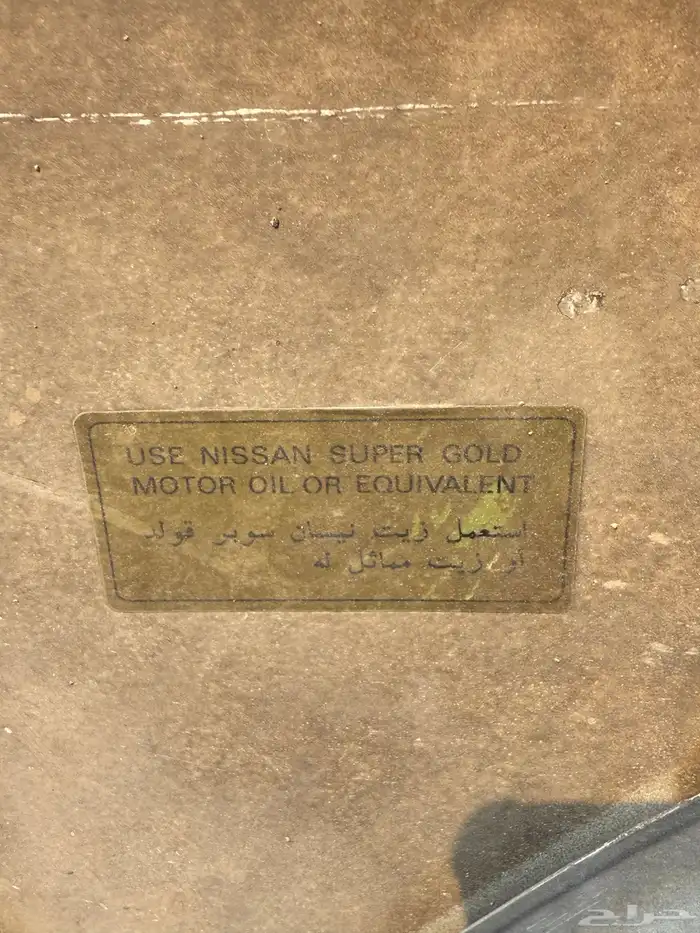 USE NISSAN SUPER GOLD
MOTOR OIL OR EQUIVALENT
استعمل زيت نيسان سوبر قولد
او زيت مماثل له
حراج